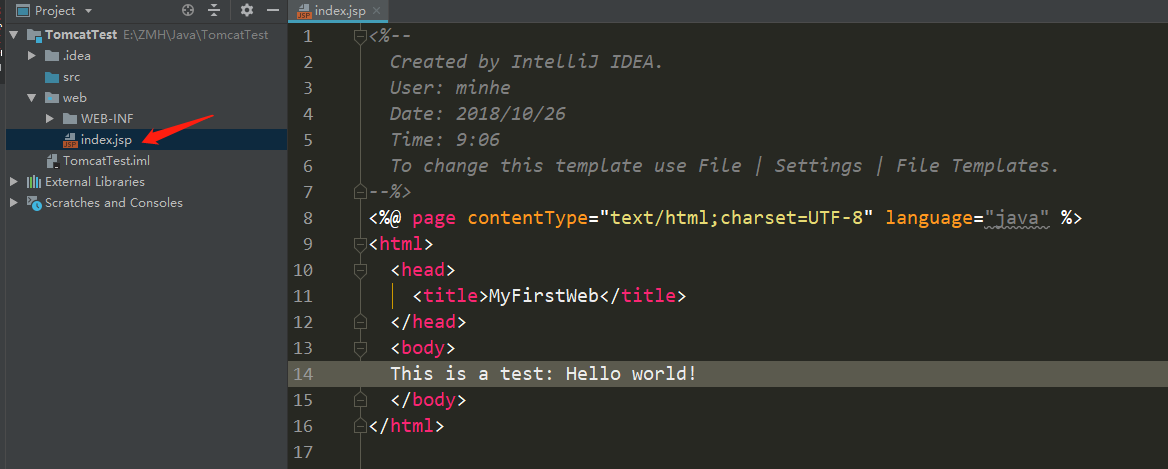 Project
TomcatTest E:\ZMH\Java\TomcatTest
.idea
src
web
WEB-INF
index.jsp
TomcatTest.iml
External Libraries
Scratches and Consoles
index.jsp
1 <%--
2 Created by IntelliJ IDEA.
3 User: minhe
4 Date: 2018/10/26
5 Time: 9:06
6 To change this template use File | Settings | File Templates.
7 --%>
8 <%@ page contentType="text/html;charset=UTF-8" language="java" %>
9 <html>
10 <head>
11 <title>MyFirstWeb</title>
12 </head>
13 <body>
14 This is a test: Hello world!
15 </body>
16 </html>
17